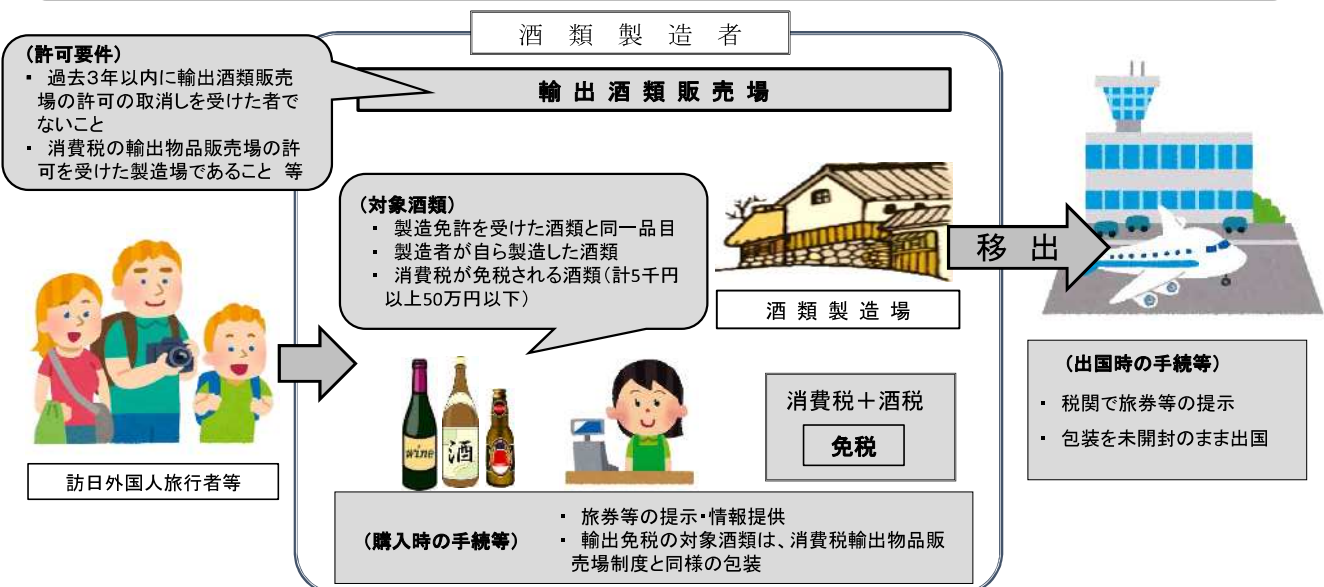 酒類製造者
(許可要件)
・ 過去3年以内に輸出酒類販売
場の許可の取消しを受けた者で
ないこと
・ 消費税の輸出物品販売場の許
可を受けた製造場であること 等
輸出酒類販売場
(対象酒類)
・ 製造免許を受けた酒類と同一品目
・ 製造者が自ら製造した酒類
・ 消費税が免税される酒類(計5千円
以上50万円以下)
酒類製造場
移出
訪日外国人旅行者等
wine
酒
消費税+酒税
免税
(購入時の手続等)
・ 旅券等の提示・情報提供
・ 輸出免税の対象酒類は、消費税輸出物品販
売場制度と同様の包装
(出国時の手続等)
・ 税関で旅券等の提示
・ 包装を未開封のまま出国